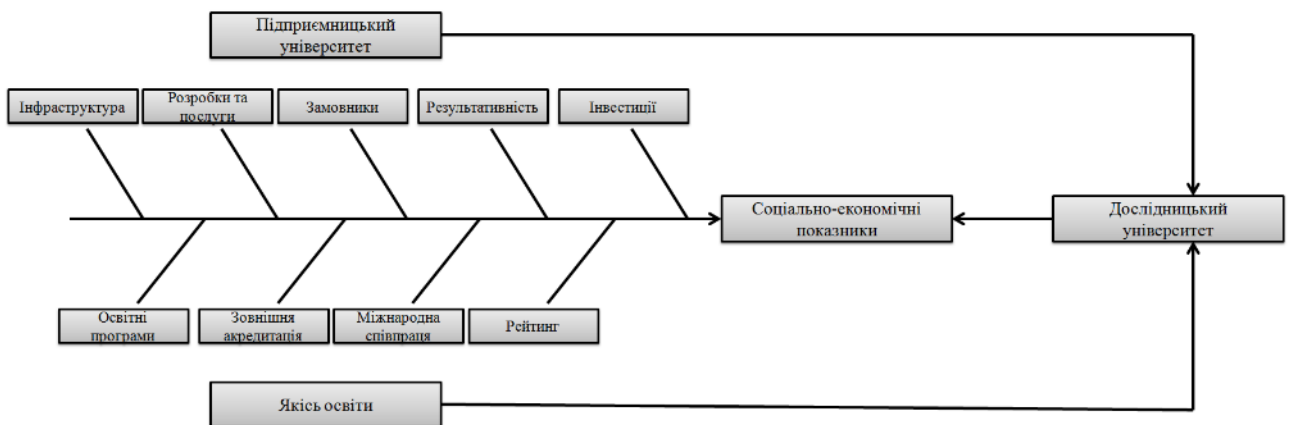 Підприємницький
університет
Інфраструктура
Розробки та
послуги
Замовники
Результативність
Інвестиції
Соціально-економічні
показники
Дослідницький
університет
Освітні
програми
Зовнішня
акредитація
Міжнародна
співпраця
Рейтинг
Якісь освіти